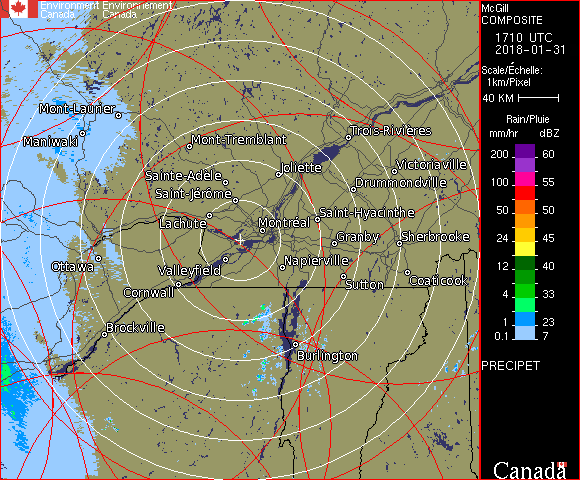 Environment Environnement
Canada Canada
McGill
COMPOSITE
1710 UTC
2018-01-31
Scale/Échelle:
1km/Pixel
40 KM
Rain/Pluie
mm/hr dBZ
200 60
100 55
50 50
24 45
12 40
4 33
1 23
0.1 7
PRECIPET
Canada
Mont-Laurier
Maniwaki
Mont-Tremblant
Trois-Rivières
Sainte-Adèle
Joliette
Victoriaville
Saint-Jérôme
Drummondville
Lachute
Montréal
Saint-Hyacinthe
Granby
Sherbrooke
Ottawa
Valleyfield
Napierville
Cornwall
Sutton
Coaticook
Brockville
Burlington